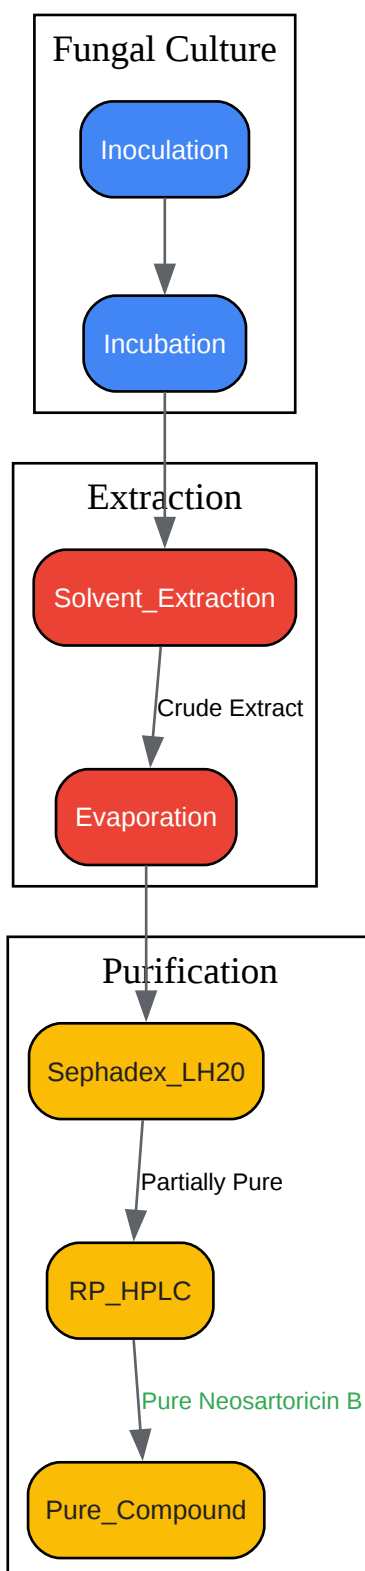 Fungal Culture
Inoculation
Incubation
Extraction
Solvent_Extraction
Crude Extract
Evaporation
Purification
Sephadex_LH20
Partially Pure
RP_HPLC
Pure Neosartoricin B
Pure_Compound